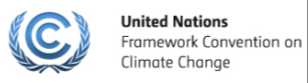 United Nations
Framework Convention on
Climate Change